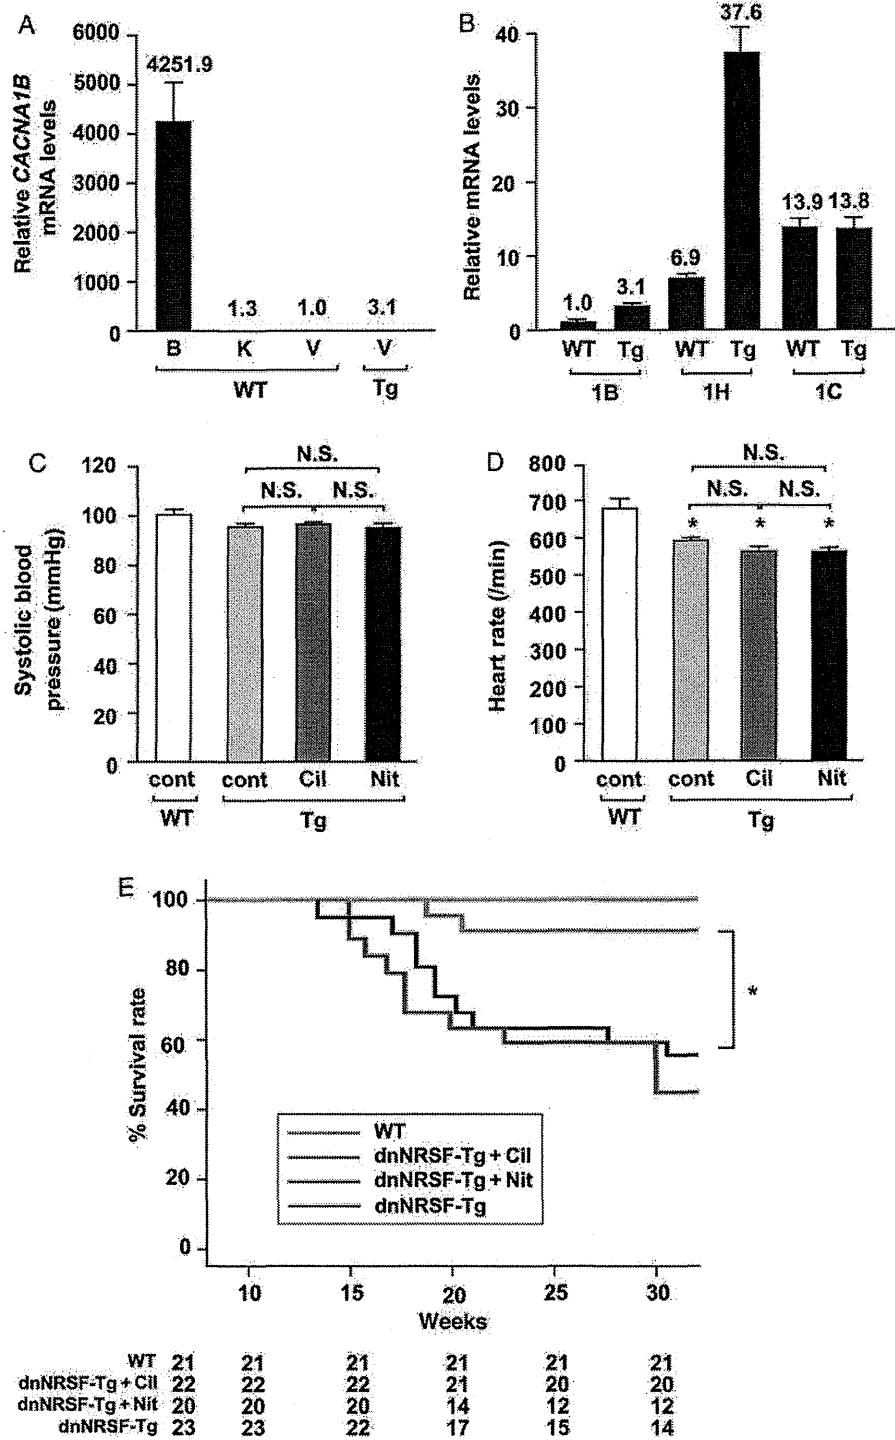 A
Relative CACNA1B
mRNA levels
6000
5000
4000
3000
2000
1000
0
4251.9
1.3
1.0
3.1
B K V V
WT Tg
B
Relative mRNA levels
40
30
20
10
0
1.0
3.1
6.9
37.6
13.9
13.8
WT Tg WT Tg WT Tg
1B 1H 1C
C
Systolic blood
pressure (mmHg)
120
100
80
60
40
20
0
N.S.
N.S. N.S.
cont cont Cil Nit
WT Tg
D
Heart rate (/min)
800
700
600
500
400
300
200
100
0
N.S.
N.S. N.S.
* * *
cont cont Cil Nit
WT Tg
E
% Survival rate
100
80
60
40
20
0
*
WT
dnNRSF-Tg + Cil
dnNRSF-Tg + Nit
dnNRSF-Tg
10 15 20 25 30
Weeks
WT 21 21 21 21 21 21
dnNRSF-Tg + Cil 22 22 22 21 20 20
dnNRSF-Tg + Nit 20 20 20 14 12 12
dnNRSF-Tg 23 23 22 17 15 14